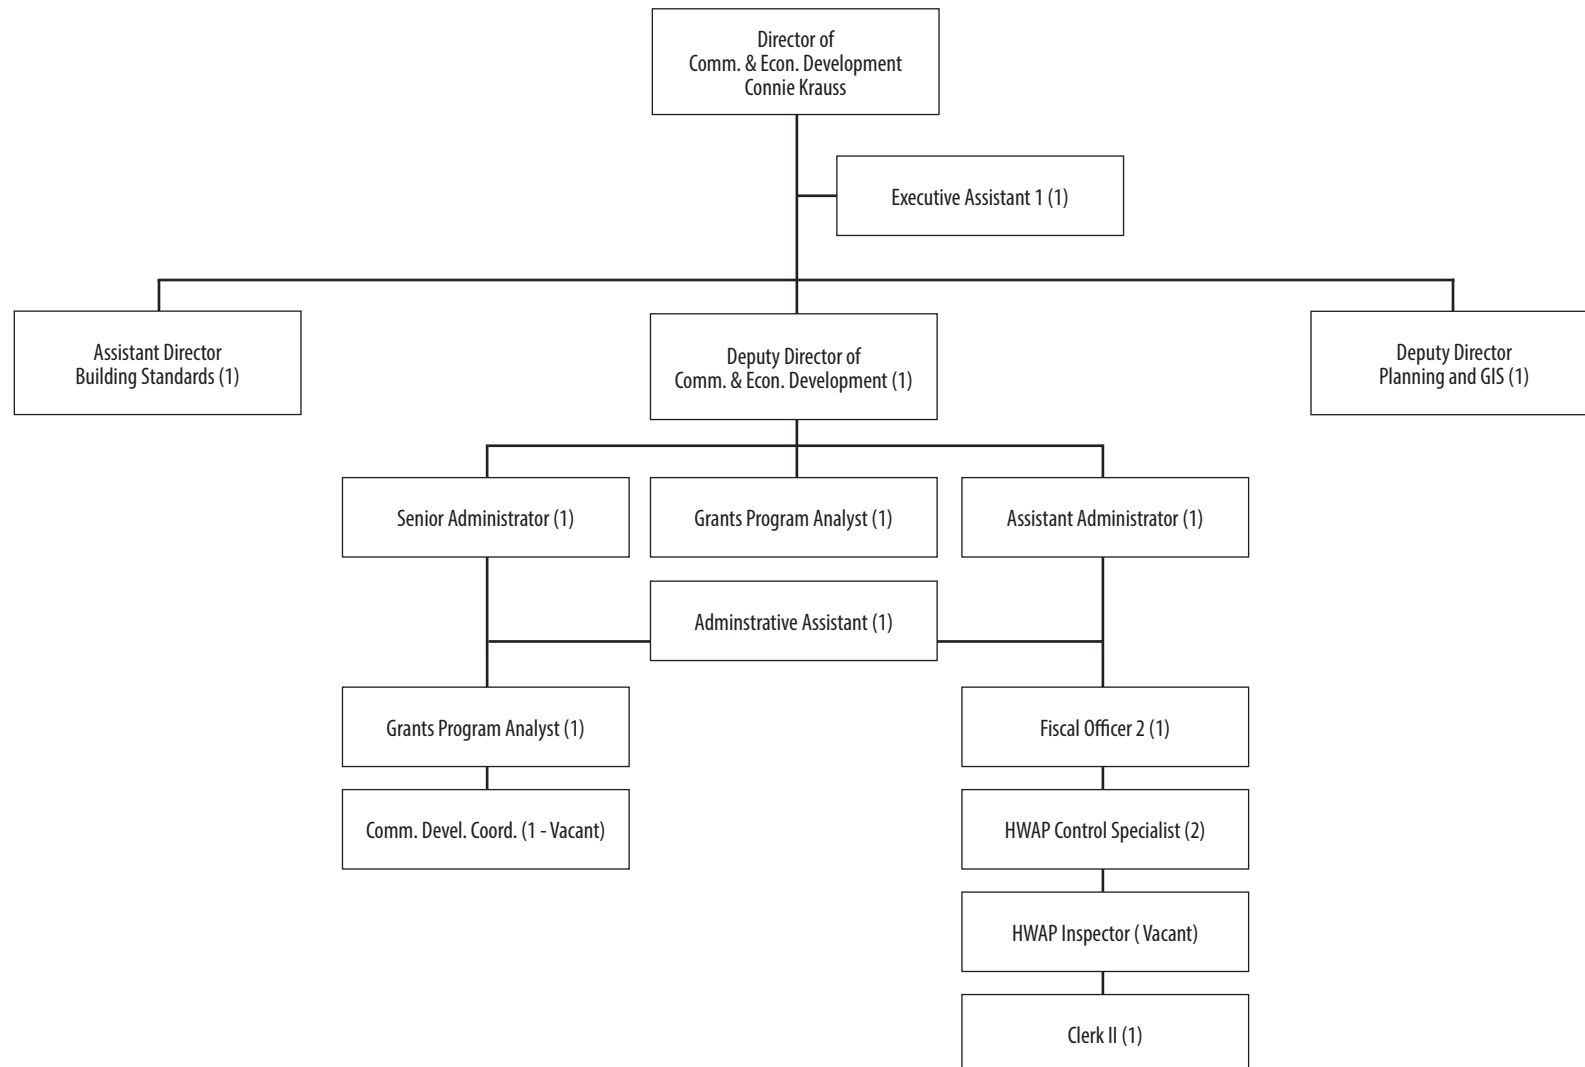 Director of
Comm. & Econ. Development
Connie Krauss
Executive Assistant 1 (1)
Assistant Director
Building Standards (1)
Deputy Director of
Comm. & Econ. Development (1)
Deputy Director
Planning and GIS (1)
Senior Administrator (1)
Grants Program Analyst (1)
Assistant Administrator (1)
Adminstrative Assistant (1)
Grants Program Analyst (1)
Fiscal Officer 2 (1)
Comm. Devel. Coord. (1 - Vacant)
HWAP Control Specialist (2)
HWAP Inspector ( Vacant)
Clerk II (1)